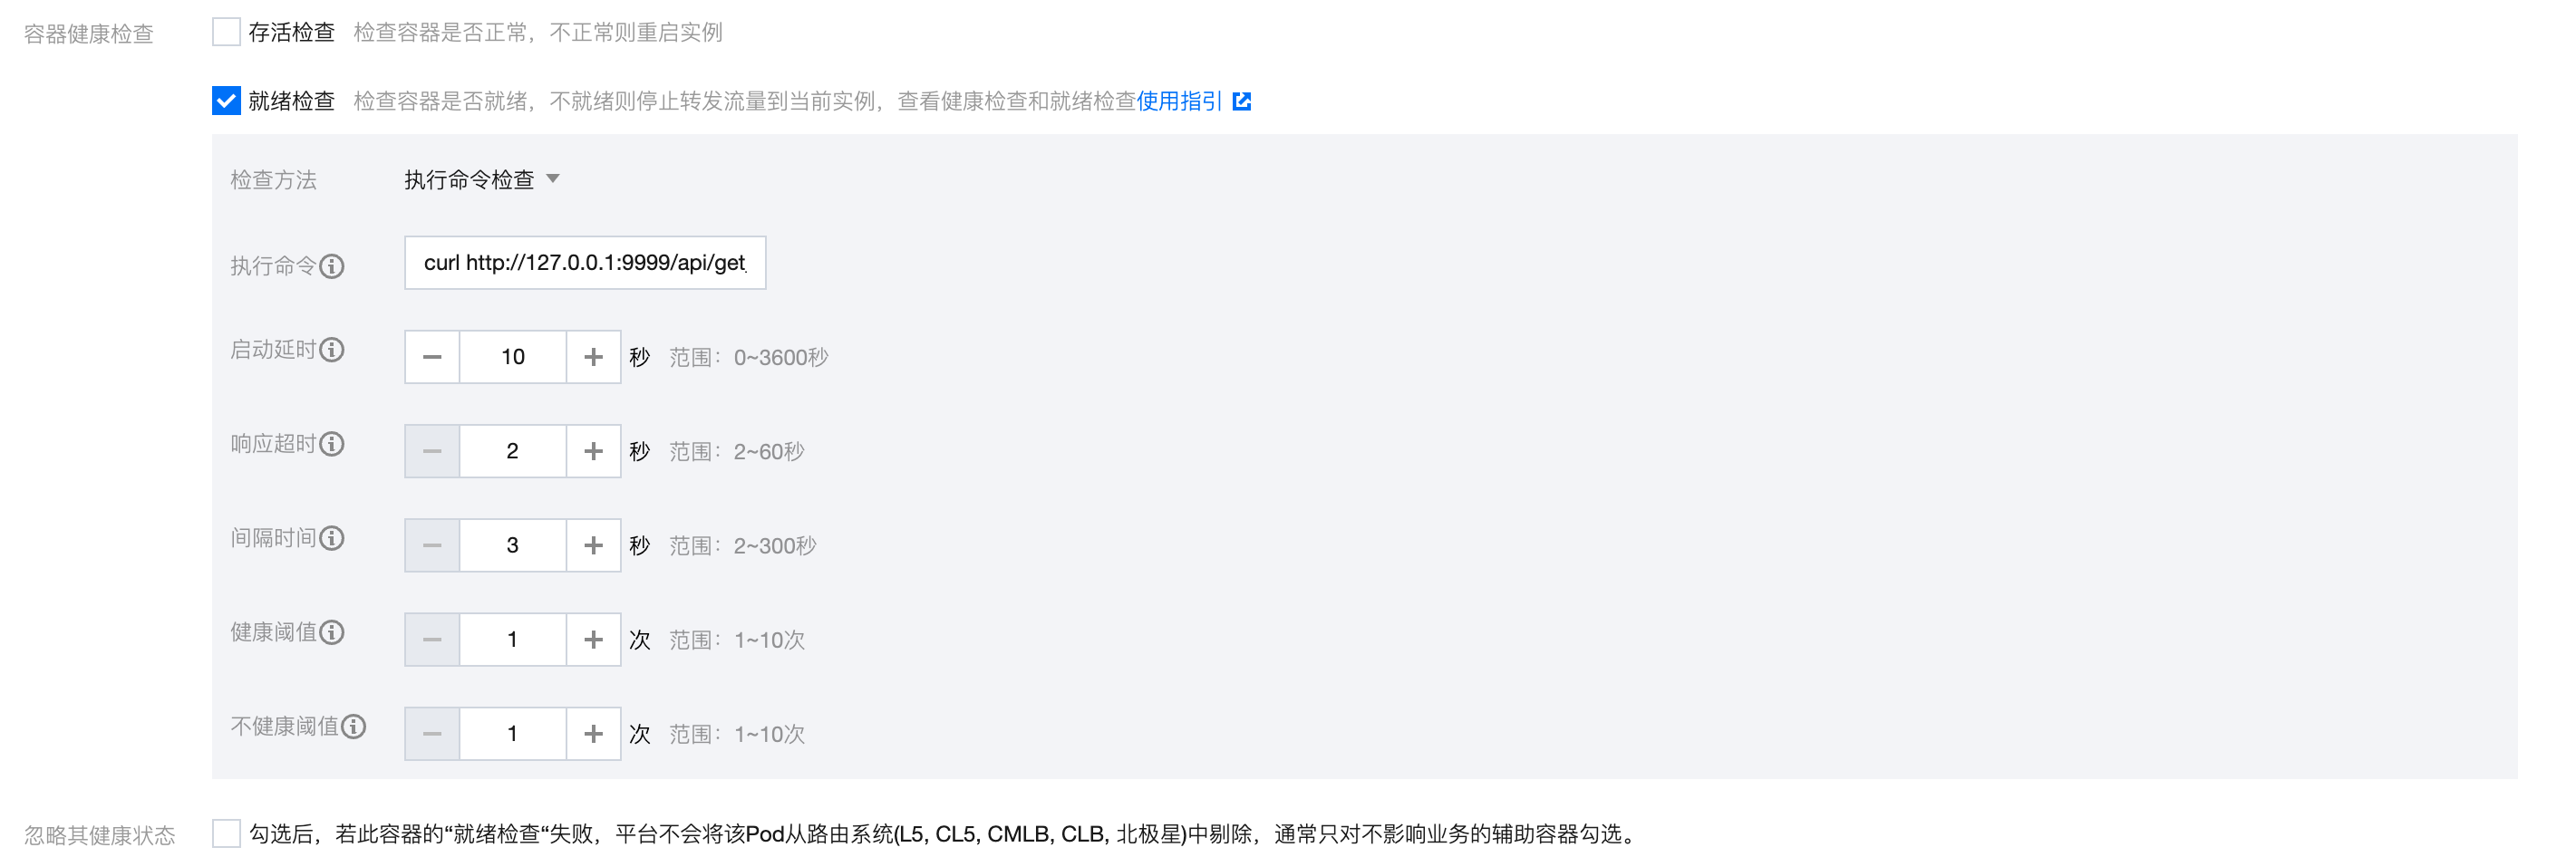 容器健康检查 存活检查 检查容器是否正常，不正常则重启实例
就绪检查 检查容器是否就绪，不就绪则停止转发流量到当前实例，查看健康检查和就绪检查使用指引
检查方法 执行命令检查
执行命令 curl http://127.0.0.1:9999/api/get_
启动延时 10 秒 范围：0~3600秒
响应超时 2 秒 范围：2~60秒
间隔时间 3 秒 范围：2~300秒
健康阈值 1 次 范围：1~10次
不健康阈值 1 次 范围：1~10次
忽略其健康状态 勾选后，若此容器的“就绪检查“失败，平台不会将该Pod从路由系统(L5, CL5, CMLB, CLB, 北极星)中剔除，通常只对不影响业务的辅助容器勾选。